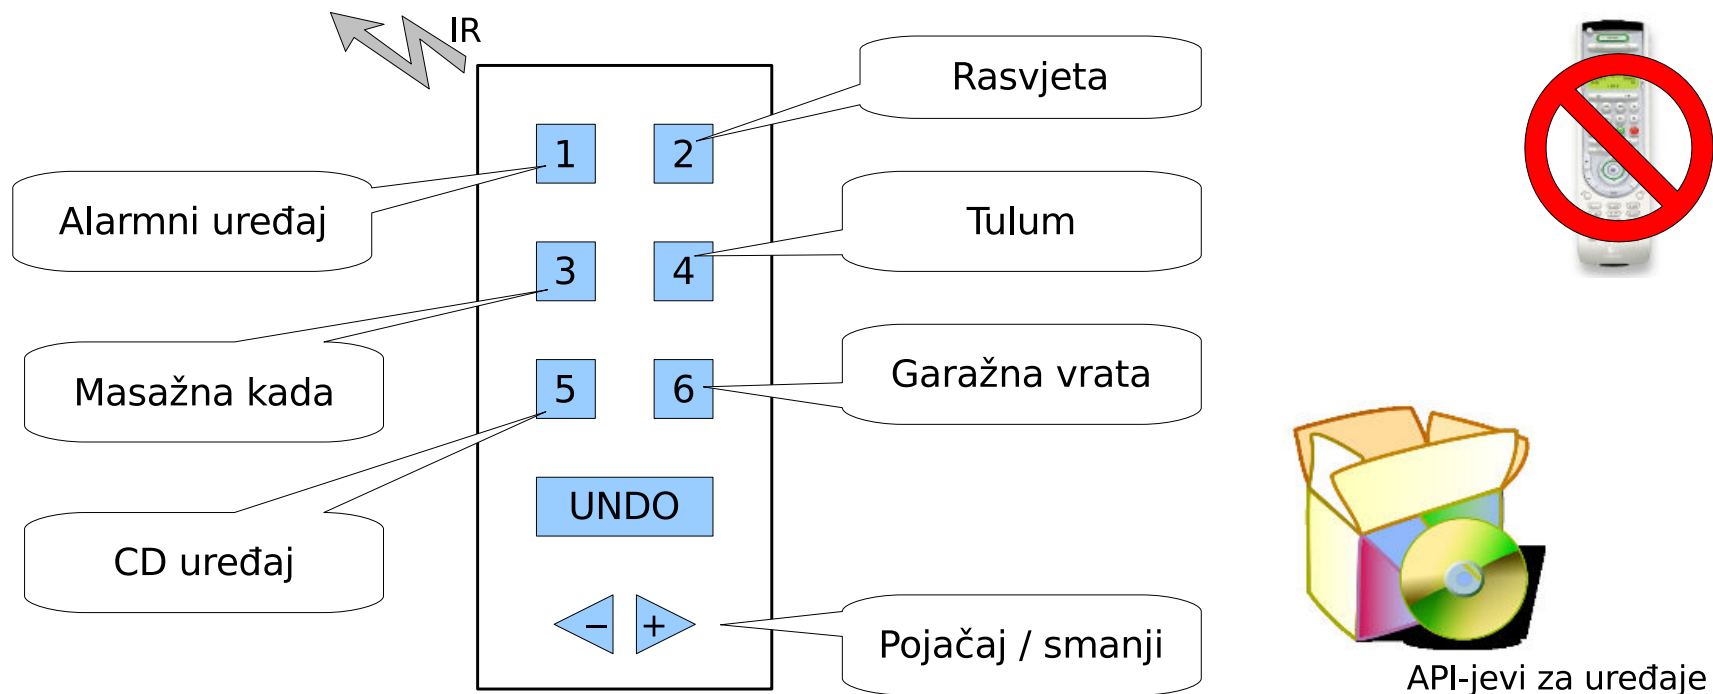 IR
Rasvjeta
1 2
Alarmni uređaj
Tulum
3 4
Masažna kada
Garažna vrata
5 6
UNDO
CD uređaj
− +
Pojačaj / smanji
API-jevi za uređaje